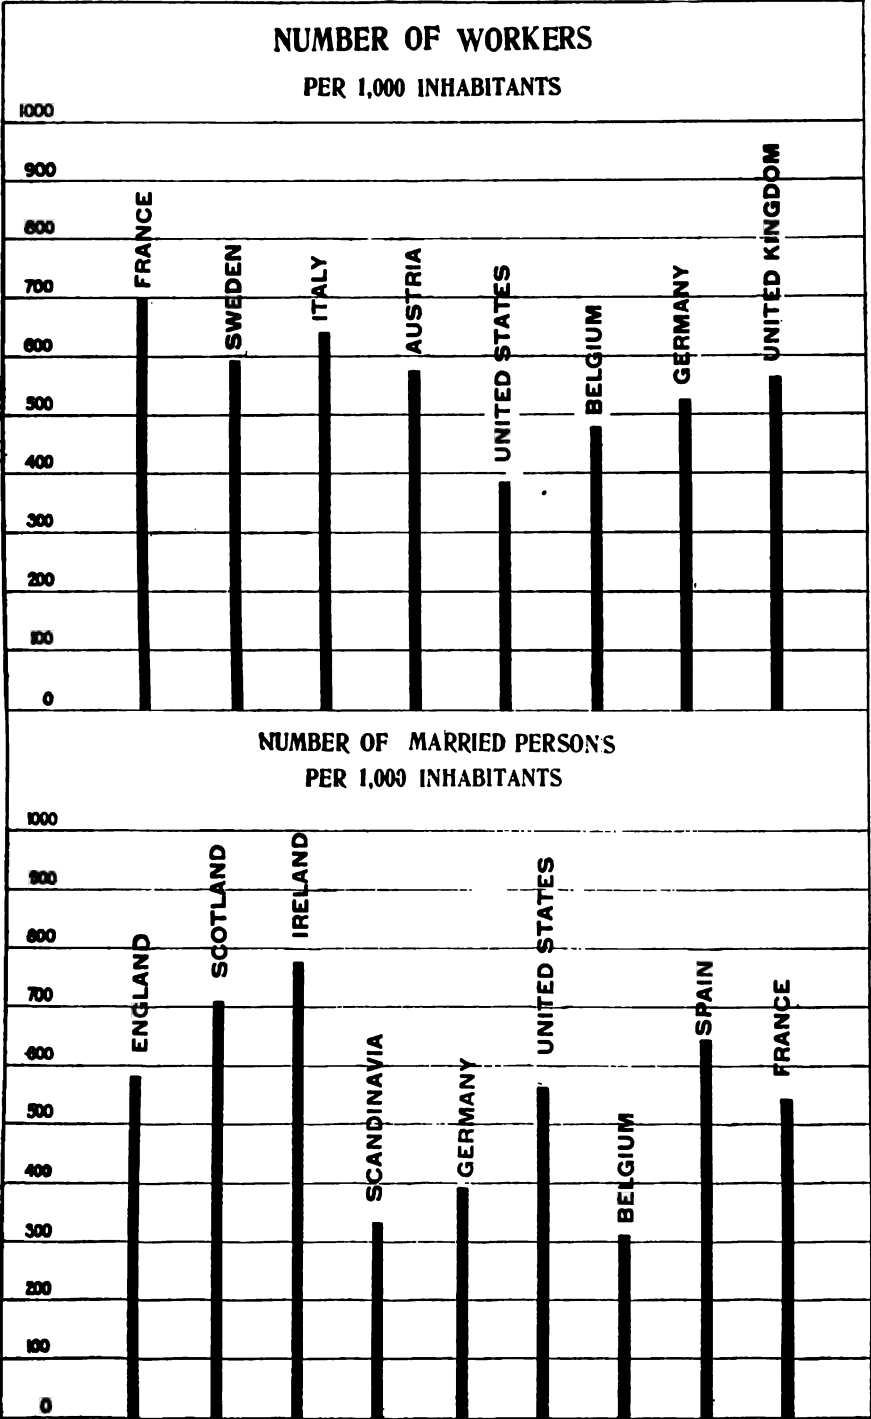 NUMBER OF WORKERS
PER 1,000 INHABITANTS
1000
900
800
700
600
500
400
300
200
100
0
FRANCE
SWEDEN
ITALY
AUSTRIA
UNITED STATES
BELGIUM
GERMANY
UNITED KINGDOM
NUMBER OF MARRIED PERSONS
PER 1,000 INHABITANTS
1000
900
800
700
600
500
400
300
200
100
0
ENGLAND
SCOTLAND
IRELAND
SCANDINAVIA
GERMANY
UNITED STATES
BELGIUM
SPAIN
FRANCE